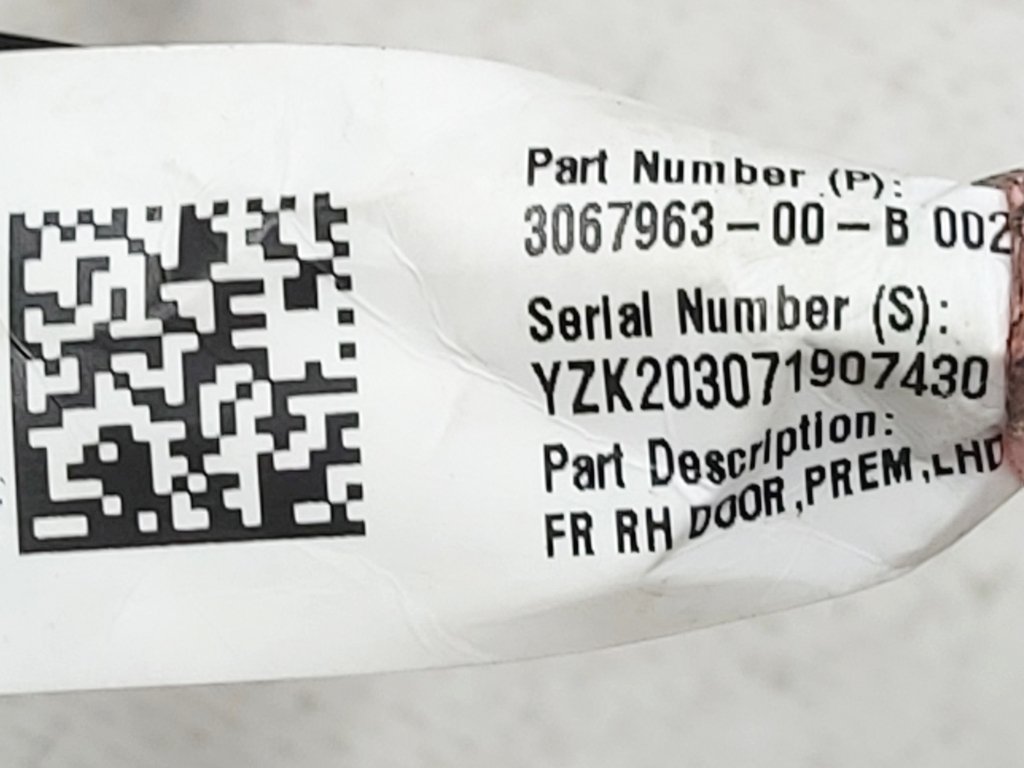 Part Number (P):
3067963-00-B 002
Serial Number (S):
YZK203071907430
Part Description:
FR RH DOOR,PREM,LHD